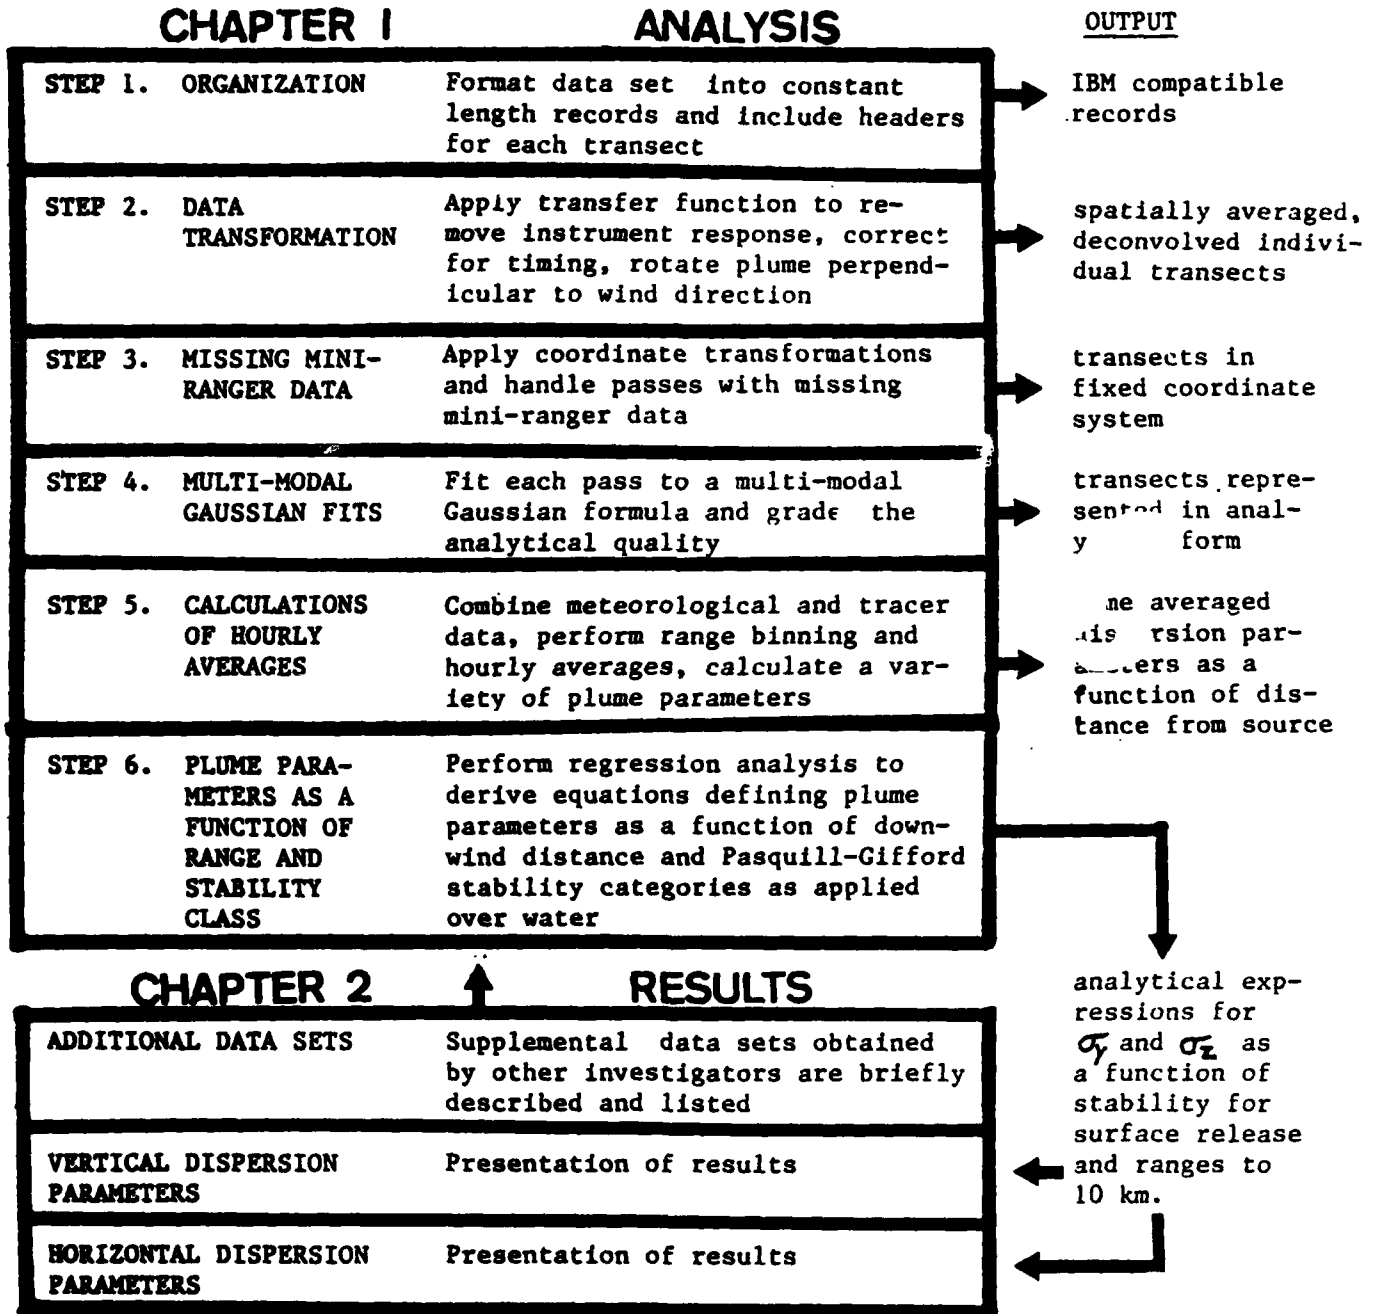 CHAPTER I ANALYSIS OUTPUT
STEP 1. ORGANIZATION
Format data set into constant
length records and include headers
for each transect
IBM compatible
records
STEP 2. DATA
TRANSFORMATION
Apply transfer function to re-
move instrument response, correct
for timing, rotate plume perpend-
icular to wind direction
spatially averaged,
deconvolved indivi-
dual transects
STEP 3. MISSING MINI-
RANGER DATA
Apply coordinate transformations
and handle passes with missing
mini-ranger data
transects in
fixed coordinate
system
STEP 4. MULTI-MODAL
GAUSSIAN FITS
Fit each pass to a multi-modal
Gaussian formula and grade the
analytical quality
transects repre-
in anal-
form
STEP 5. CALCULATIONS
OF HOURLY
AVERAGES
Combine meteorological and tracer
data, perform range binning and
hourly averages, calculate a var-
iety of plume parameters
averaged
par-
as a
function of dis-
tance from source
STEP 6. PLUME PARA-
METERS AS A
FUNCTION OF
RANGE AND
STABILITY
CLASS
Perform regression analysis to
derive equations defining plume
parameters as a function of down-
wind distance and Pasquill-Gifford
stability categories as applied
over water
CHAPTER 2 RESULTS
analytical exp-
ressions for
σy and σz as
a function of
stability for
surface release
and ranges to
10 km.
ADDITIONAL DATA SETS
Supplemental data sets obtained
by other investigators are briefly
described and listed
VERTICAL DISPERSION
PARAMETERS
Presentation of results
HORIZONTAL DISPERSION
PARAMETERS
Presentation of results